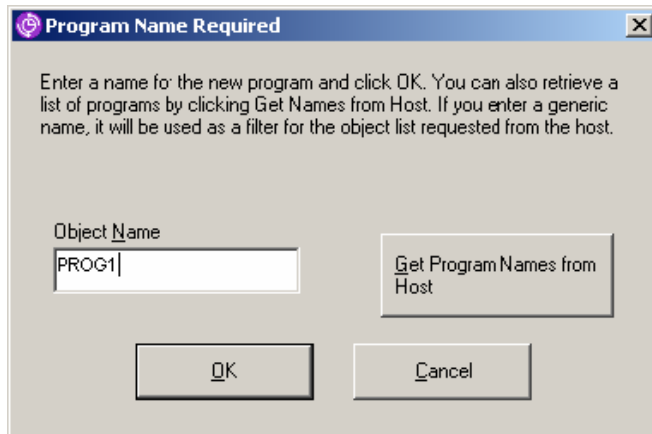 Program Name Required
Enter a name for the new program and click OK. You can also retrieve a
list of programs by clicking Get Names from Host. If you enter a generic
name, it will be used as a filter for the object list requested from the host.
Object Name
PROG1
Get Program Names from
Host
OK
Cancel